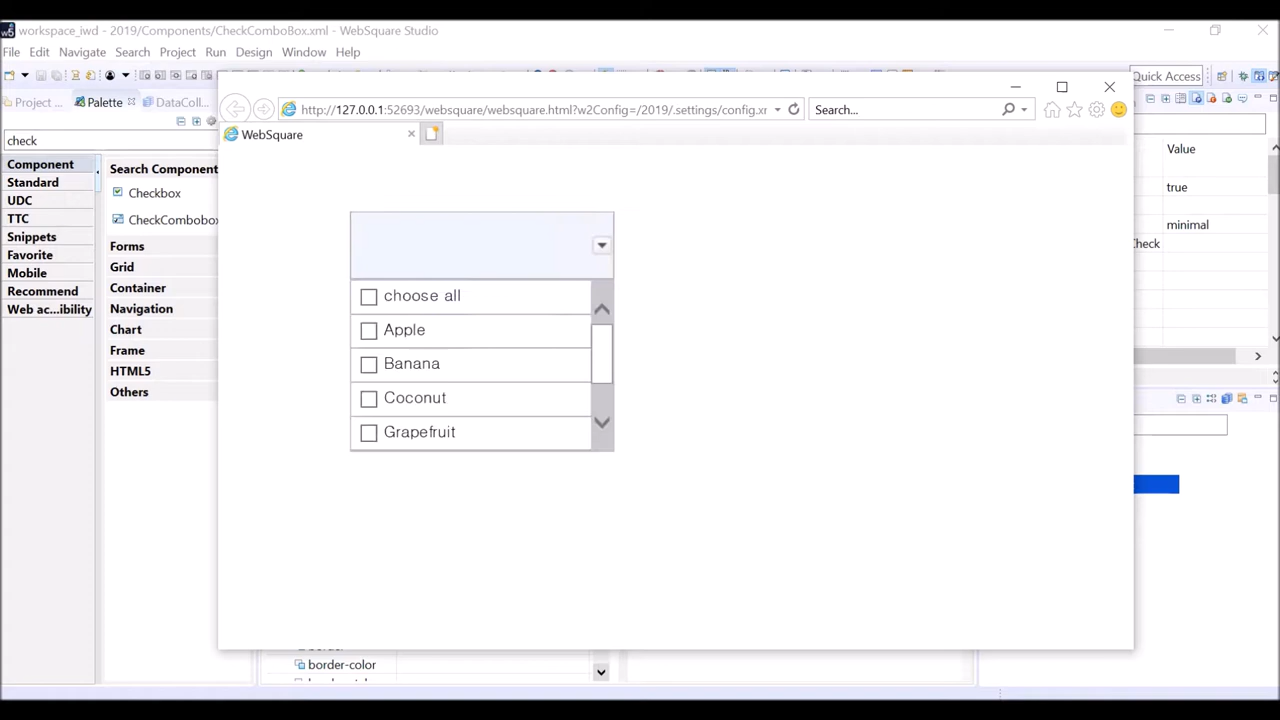 workspace_iwd - 2019/Components/CheckComboBox.xml - WebSquare Studio
File Edit Navigate Search Project Run Design Window Help
Quick Access
Project ... Palette DataColl...
http://127.0.0.1:52693/websquare/websquare.html?w2Config=/2019/.settings/config.xr
Search...
WebSquare
check
Component
Standard
UDC
TTC
Snippets
Favorite
Mobile
Recommend
Web ac...ibility
Search Component
Checkbox
CheckCombobox
Forms
Grid
Container
Navigation
Chart
Frame
HTML5
Others
choose all
Apple
Banana
Coconut
Grapefruit
Value
true
minimal
Check
border-color